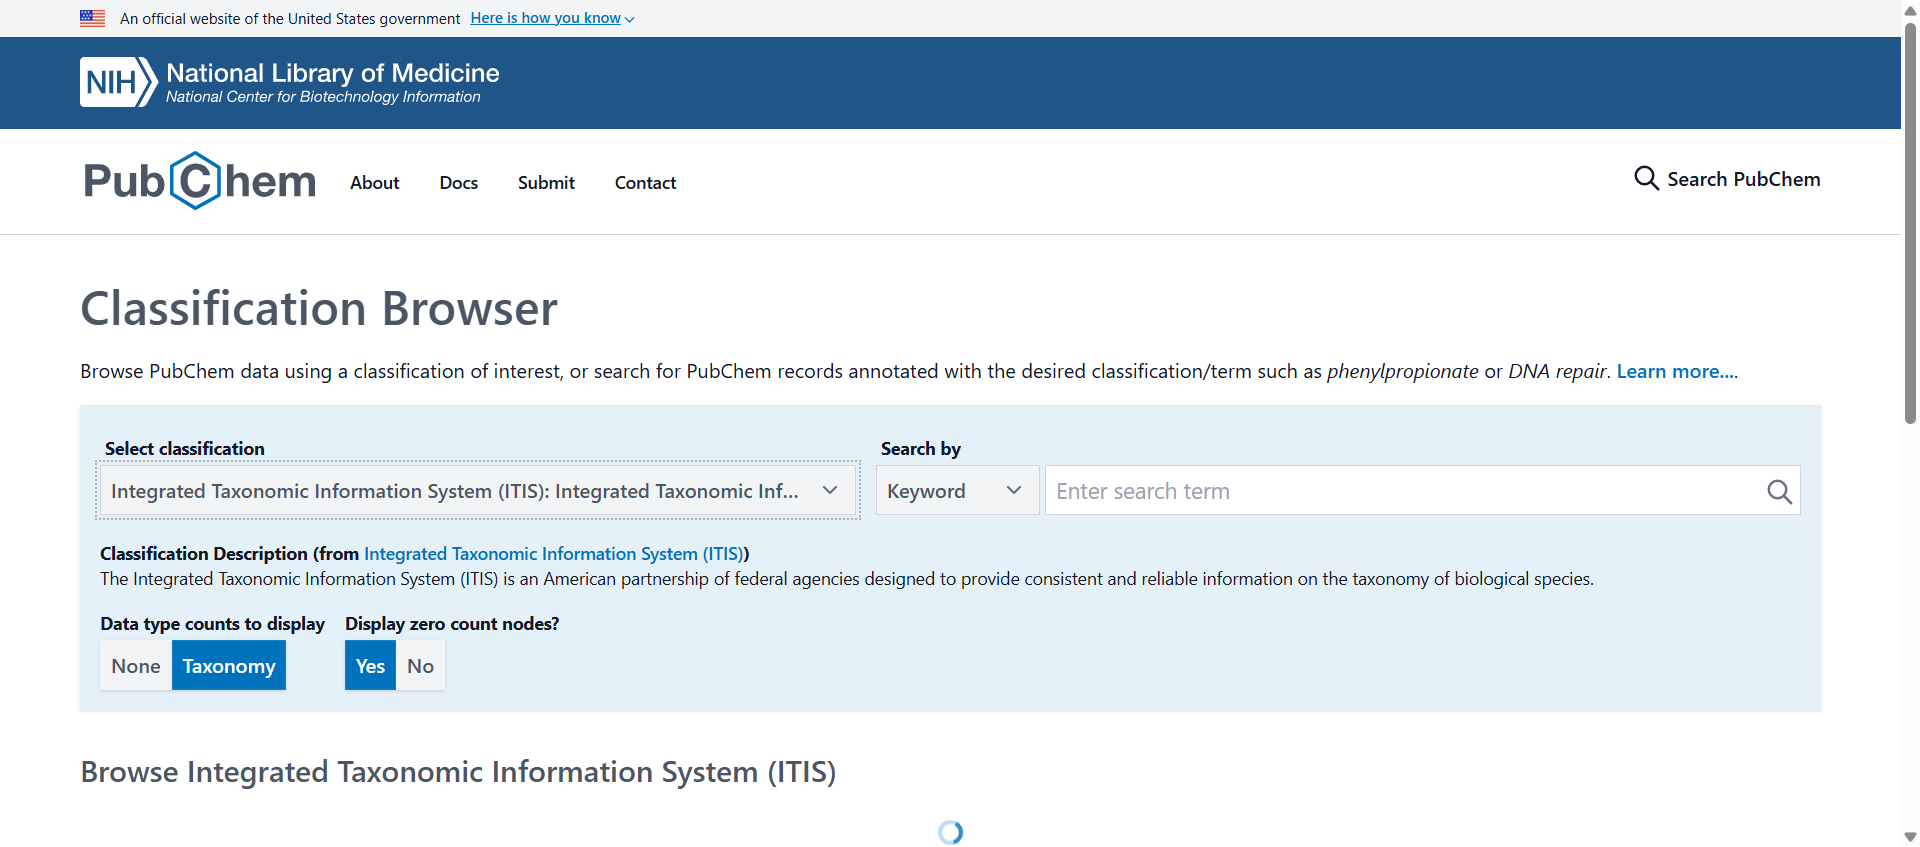 An official website of the United States government Here is how you know
NIH National Library of Medicine
National Center for Biotechnology Information
PubChem About Docs Submit Contact Search PubChem
Classification Browser
Browse PubChem data using a classification of interest, or search for PubChem records annotated with the desired classification/term such as phenylpropionate or DNA repair. Learn more....
Select classification Search by
Integrated Taxonomic Information System (ITIS): Integrated Taxonomic Inf... Keyword Enter search term
Classification Description (from Integrated Taxonomic Information System (ITIS))
The Integrated Taxonomic Information System (ITIS) is an American partnership of federal agencies designed to provide consistent and reliable information on the taxonomy of biological species.
Data type counts to display Display zero count nodes?
None Taxonomy Yes No
Browse Integrated Taxonomic Information System (ITIS)